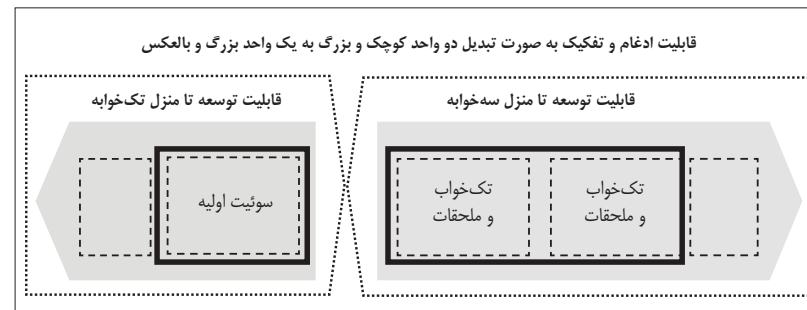 قابلیت ادغام و تفکیک به صورت تبدیل دو واحد کوچک و بزرگ به یک واحد بزرگ و بالعکس
قابلیت توسعه تا منزل سه‌خوابه
قابلیت توسعه تا منزل تک‌خوابه
تک‌خواب
و ملحقات
تک‌خواب
و ملحقات
سوئیت اولیه